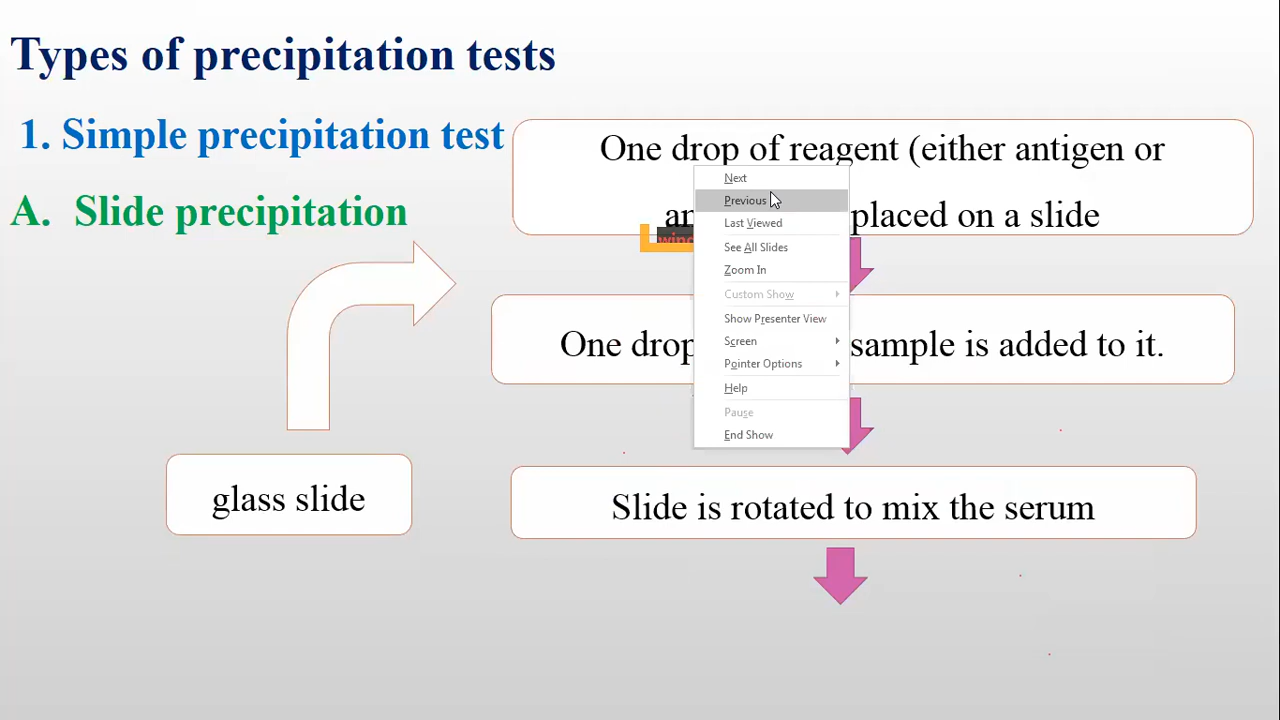 Types of precipitation tests
1. Simple precipitation test
A. Slide precipitation
One drop of reagent (either antigen or
placed on a slide
One drop
sample is added to it.
Slide is rotated to mix the serum
glass slide
Next
Previous
Last Viewed
See All Slides
Zoom In
Custom Show
Show Presenter View
Screen
Pointer Options
Help
Pause
End Show